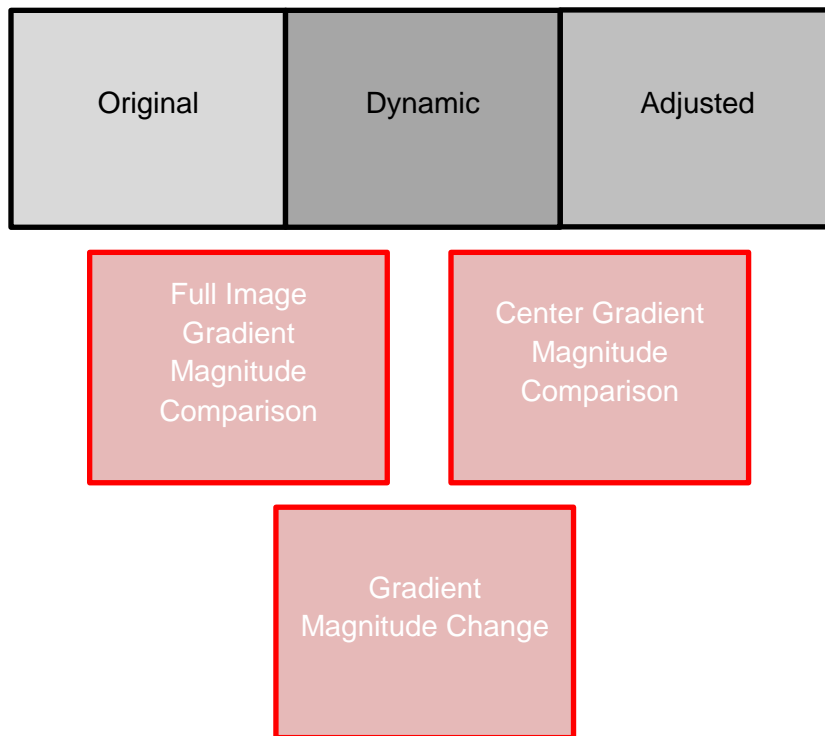 Original
Dynamic
Adjusted
Full Image
Gradient
Magnitude
Comparison
Center Gradient
Magnitude
Comparison
Gradient
Magnitude Change